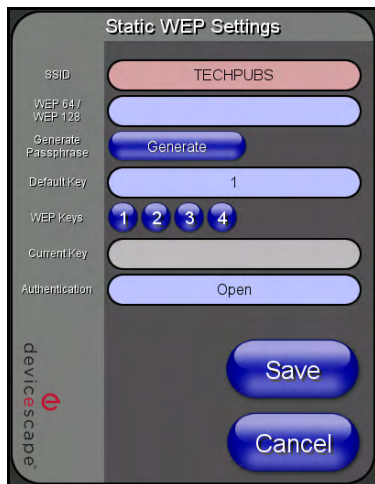 Static WEP Settings
SSID
TECHPUBS
WEP 64 /
WEP 128
Generate
Passphrase
Generate
Default Key
1
WEP Keys
1 2 3 4
Current Key
Authentication
Open
Save
Cancel
devicescape™